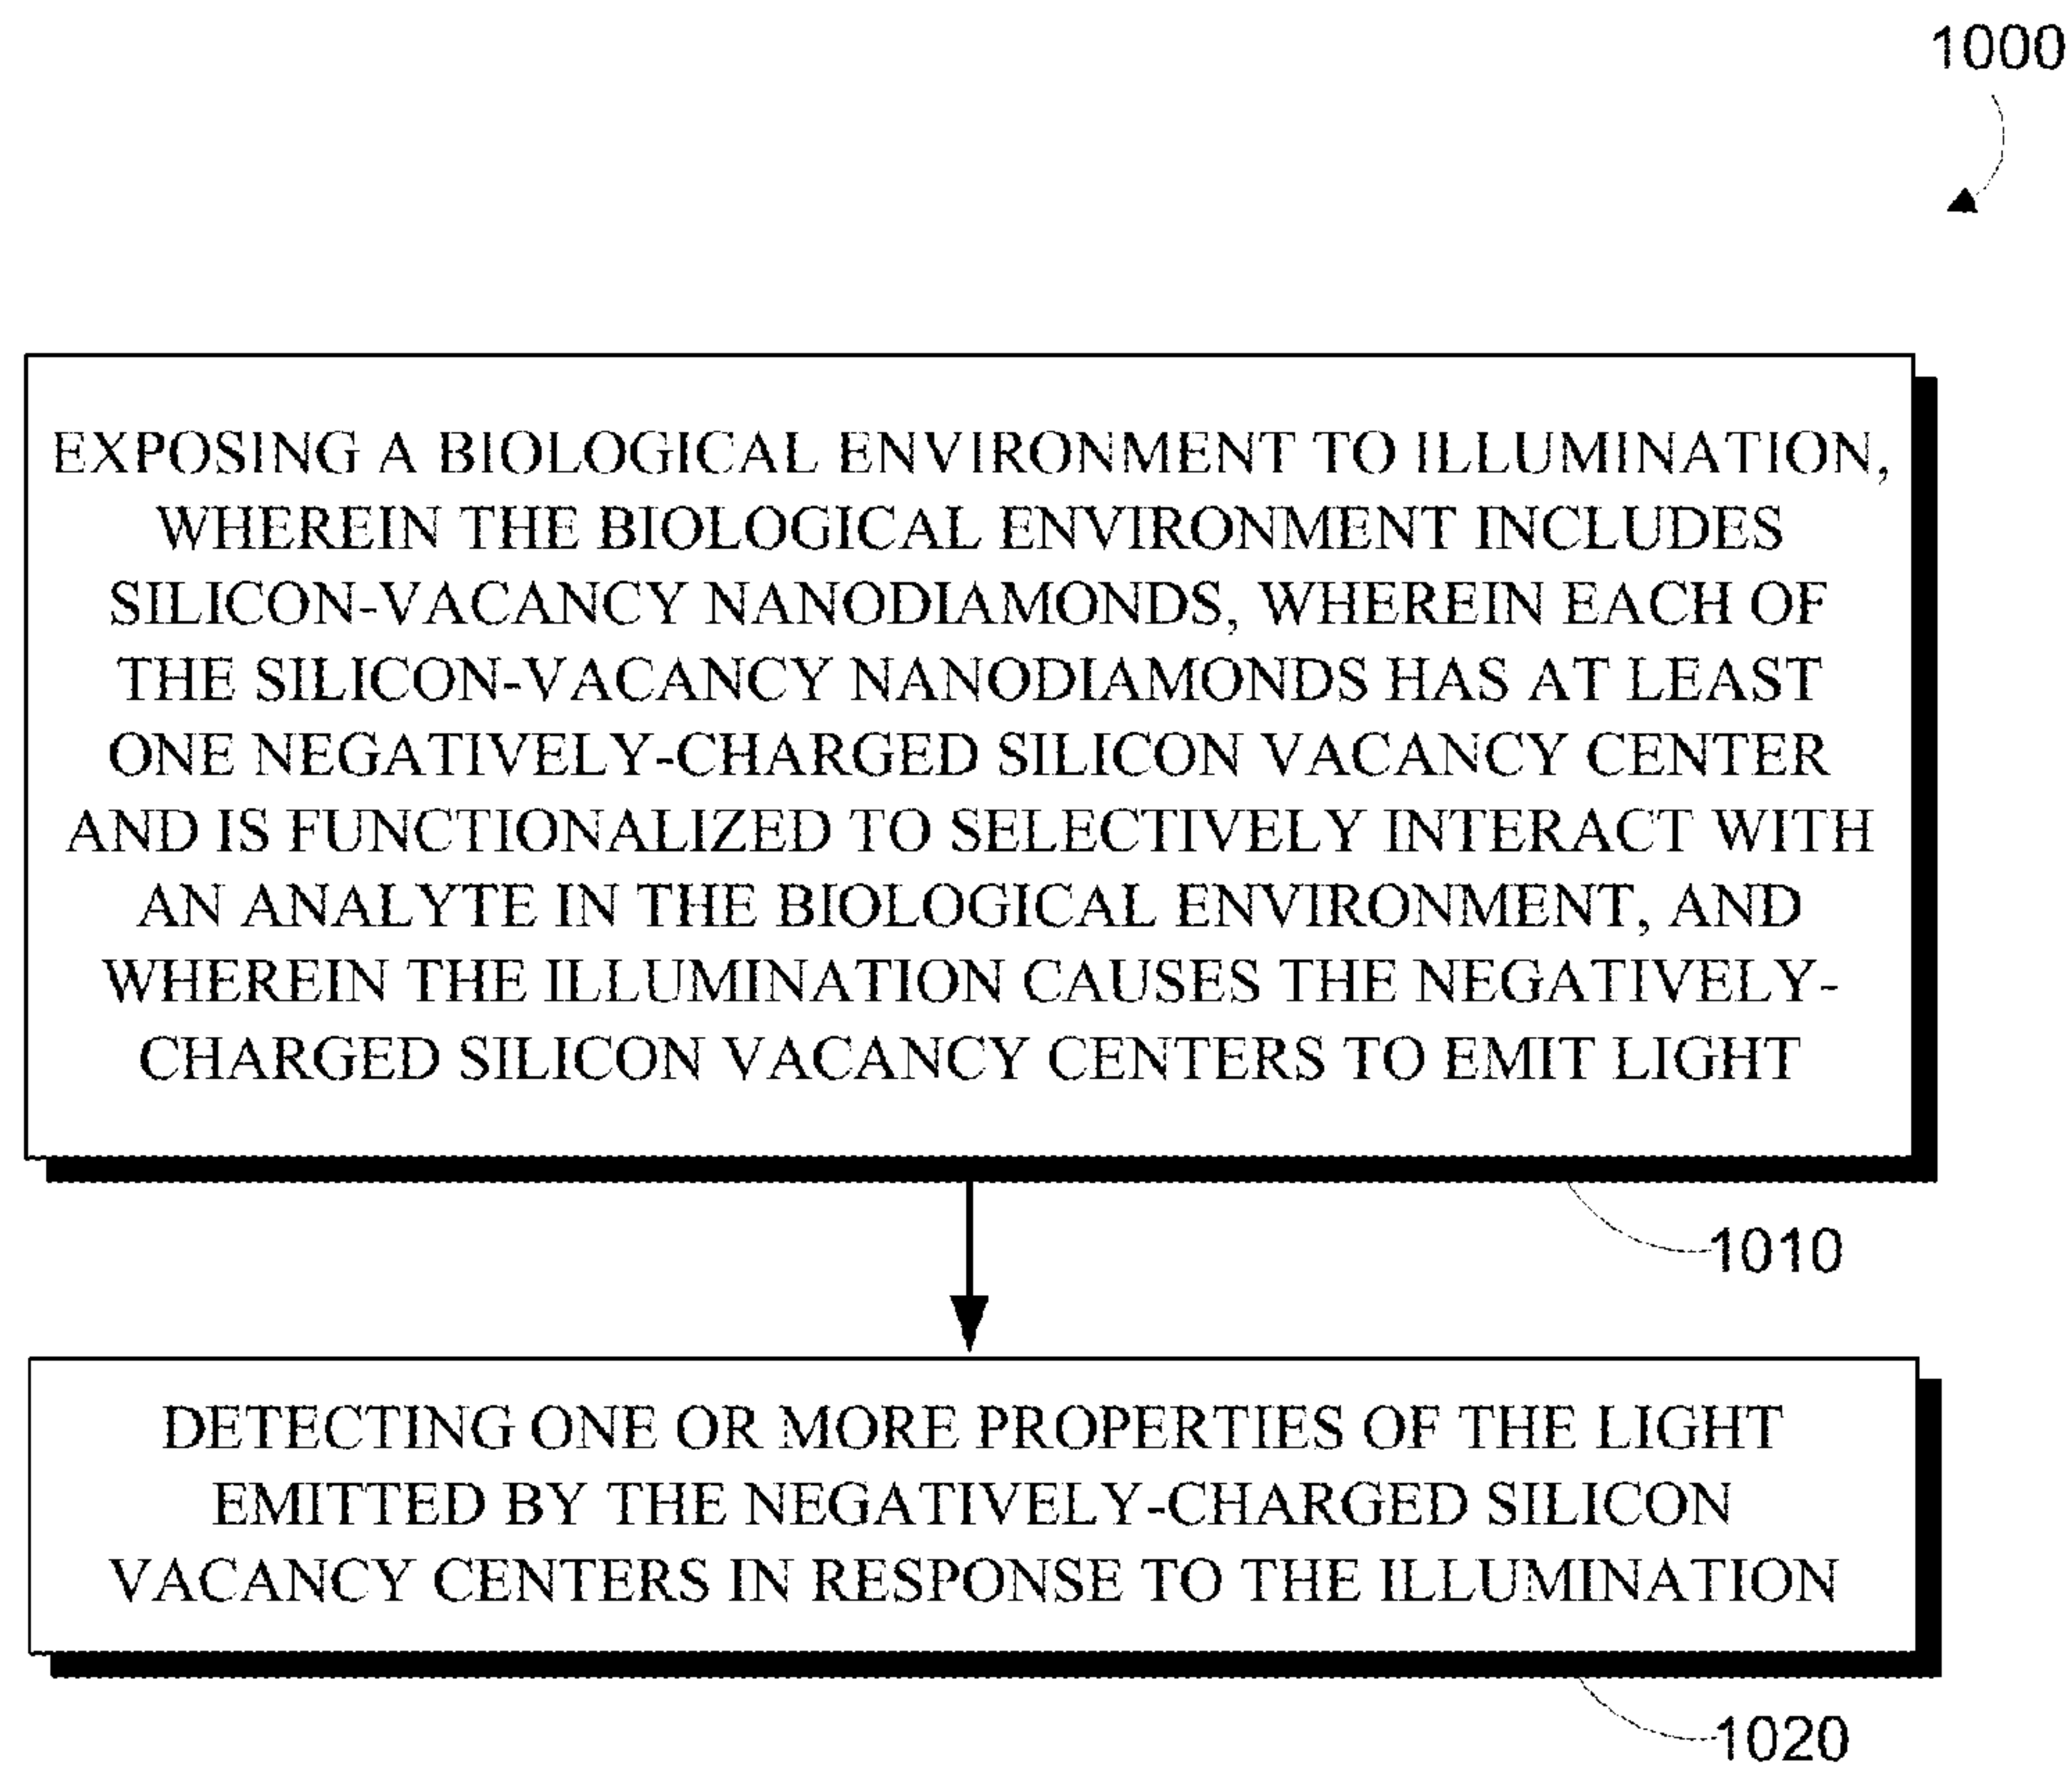 1000
EXPOSING A BIOLOGICAL ENVIRONMENT TO ILLUMINATION,
WHEREIN THE BIOLOGICAL ENVIRONMENT INCLUDES
SILICON-VACANCY NANODIAMONDS, WHEREIN EACH OF
THE SILICON-VACANCY NANODIAMONDS HAS AT LEAST
ONE NEGATIVELY-CHARGED SILICON VACANCY CENTER
AND IS FUNCTIONALIZED TO SELECTIVELY INTERACT WITH
AN ANALYTE IN THE BIOLOGICAL ENVIRONMENT, AND
WHEREIN THE ILLUMINATION CAUSES THE NEGATIVELY-
CHARGED SILICON VACANCY CENTERS TO EMIT LIGHT
1010
DETECTING ONE OR MORE PROPERTIES OF THE LIGHT
EMITTED BY THE NEGATIVELY-CHARGED SILICON
VACANCY CENTERS IN RESPONSE TO THE ILLUMINATION
1020